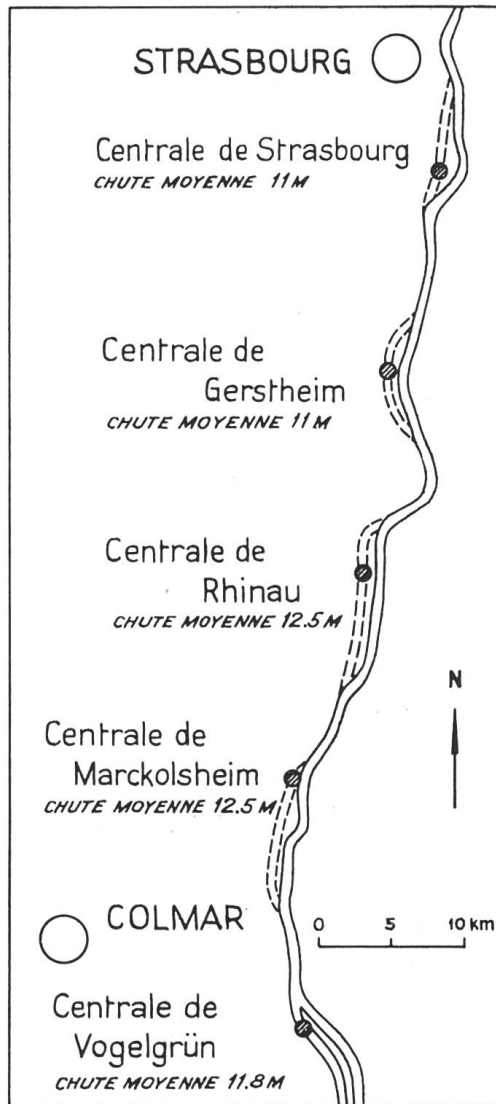 STRASBOURG
Centrale de Strasbourg
CHUTE MOYENNE 11 M
Centrale de
Gerstheim
CHUTE MOYENNE 11 M
Centrale de
Rhinau
CHUTE MOYENNE 12.5 M
N
Centrale de
Marckolsheim
CHUTE MOYENNE 12.5 M
COLMAR
0 5 10 km
Centrale de
Vogelgrün
CHUTE MOYENNE 11.8 M